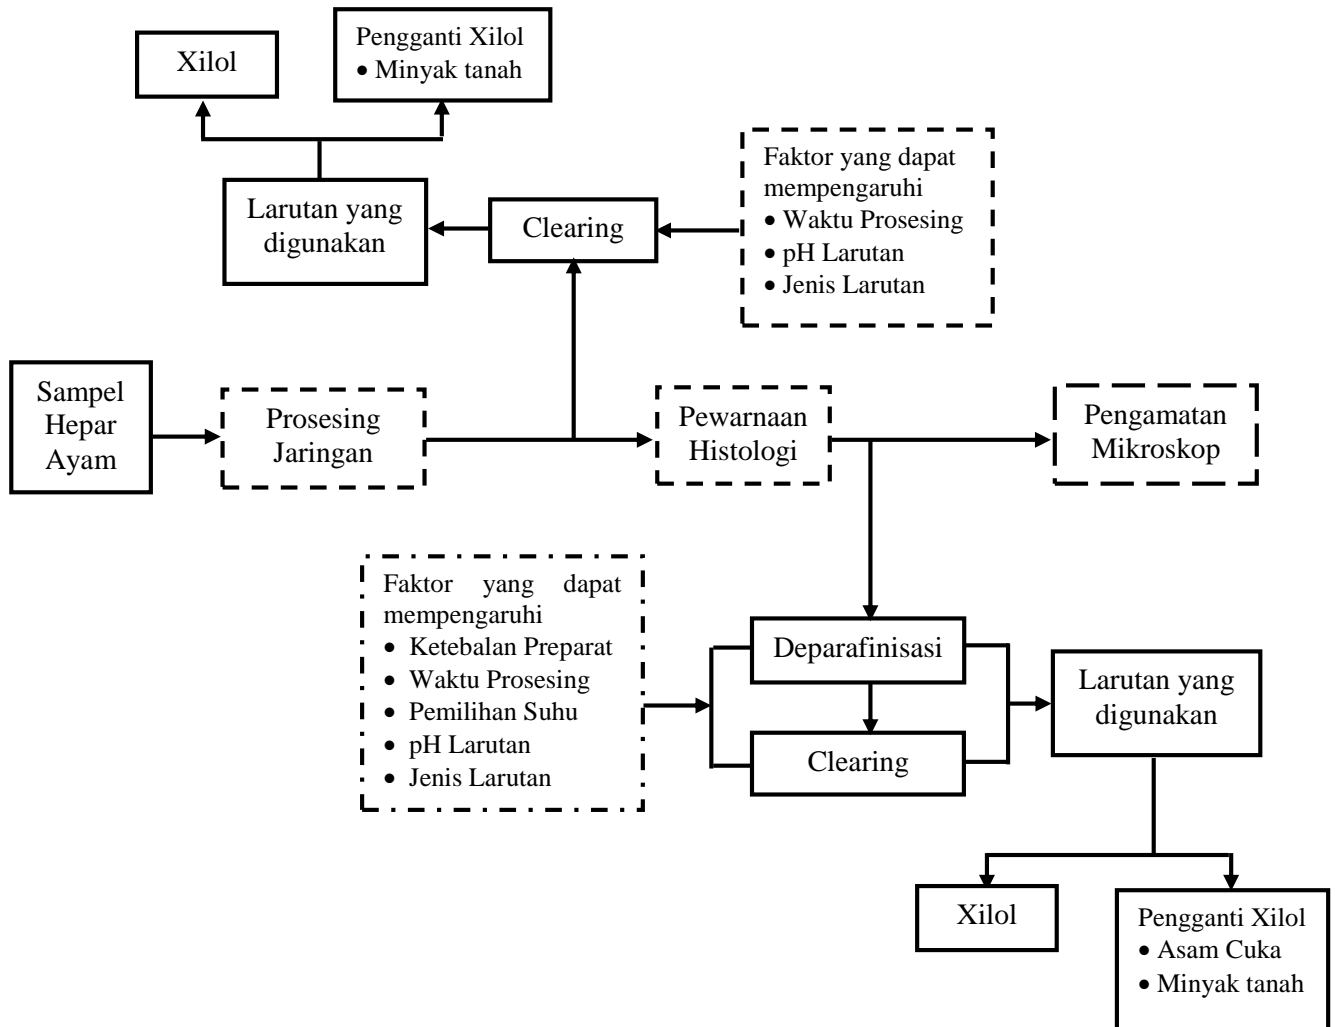 Xilol
Pengganti Xilol
• Minyak tanah
Faktor yang dapat
mempengaruhi
• Waktu Prosesing
• pH Larutan
• Jenis Larutan
Larutan yang
digunakan
Clearing
Sampel
Hepar
Ayam
Prosesing
Jaringan
Pewarnaan
Histologi
Pengamatan
Mikroskop
Faktor yang dapat
mempengaruhi
• Ketebalan Preparat
• Waktu Prosesing
• Pemilihan Suhu
• pH Larutan
• Jenis Larutan
Deparafinisasi
Clearing
Larutan yang
digunakan
Xilol
Pengganti Xilol
• Asam Cuka
• Minyak tanah